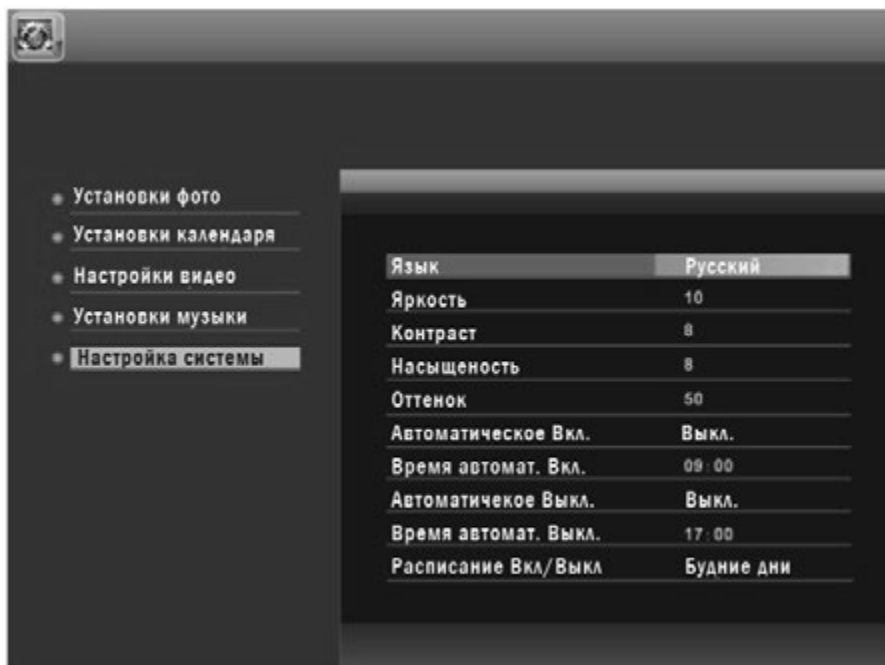 Установки фото
Установки календаря
Настройки видео
Установки музыки
Настройка системы
Язык Русский
Яркость 10
Контраст 8
Насыщеность 8
Оттенок 50
Автоматическое Вкл. Выкл.
Время автомат. Вкл. 09:00
Автоматичекое Выкл. Выкл.
Время автомат. Выкл. 17:00
Расписание Вкл/Выкл Будние дни